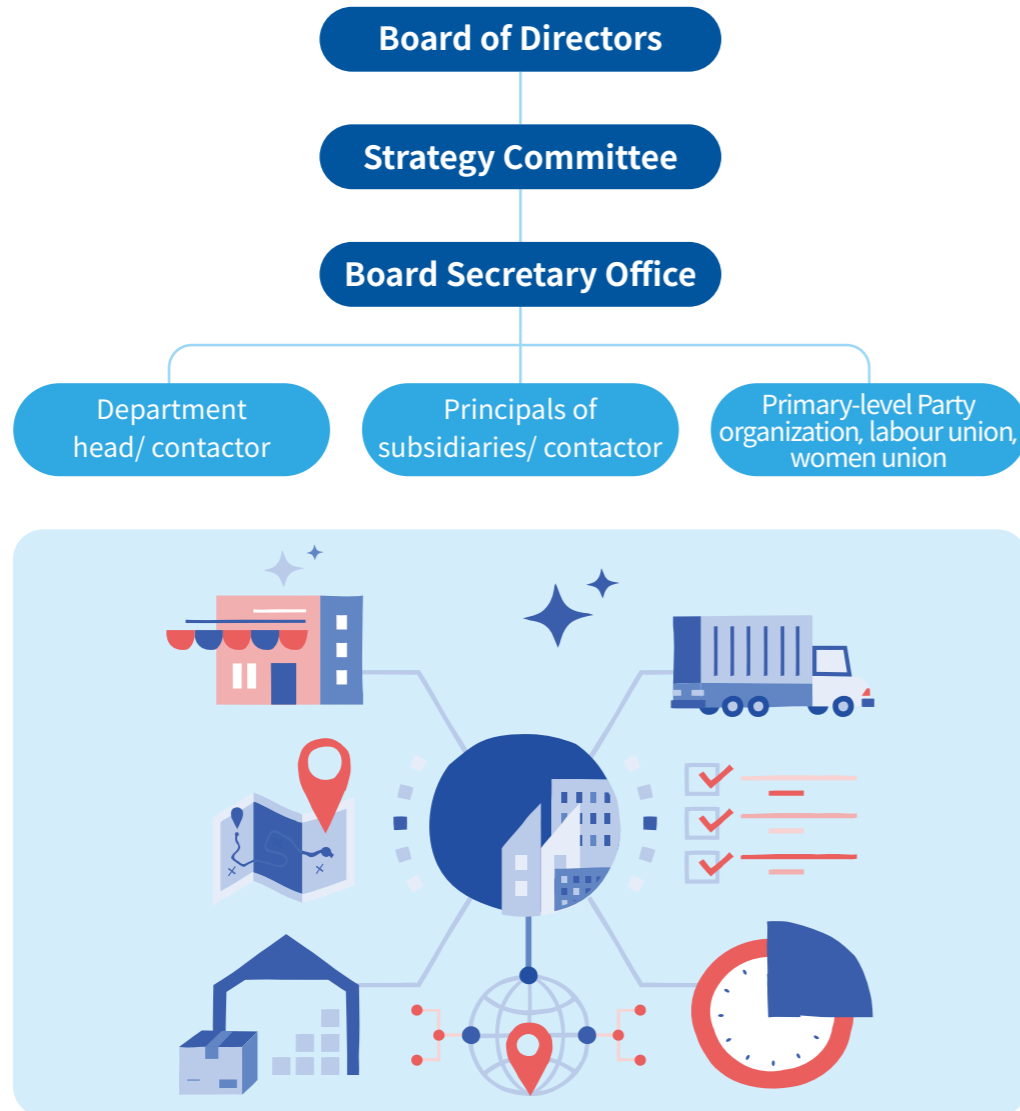 Board of Directors
Strategy Committee
Board Secretary Office
Department
head/ contactor
Principals of
subsidiaries/ contactor
Primary-level Party
organization, labour union,
women union